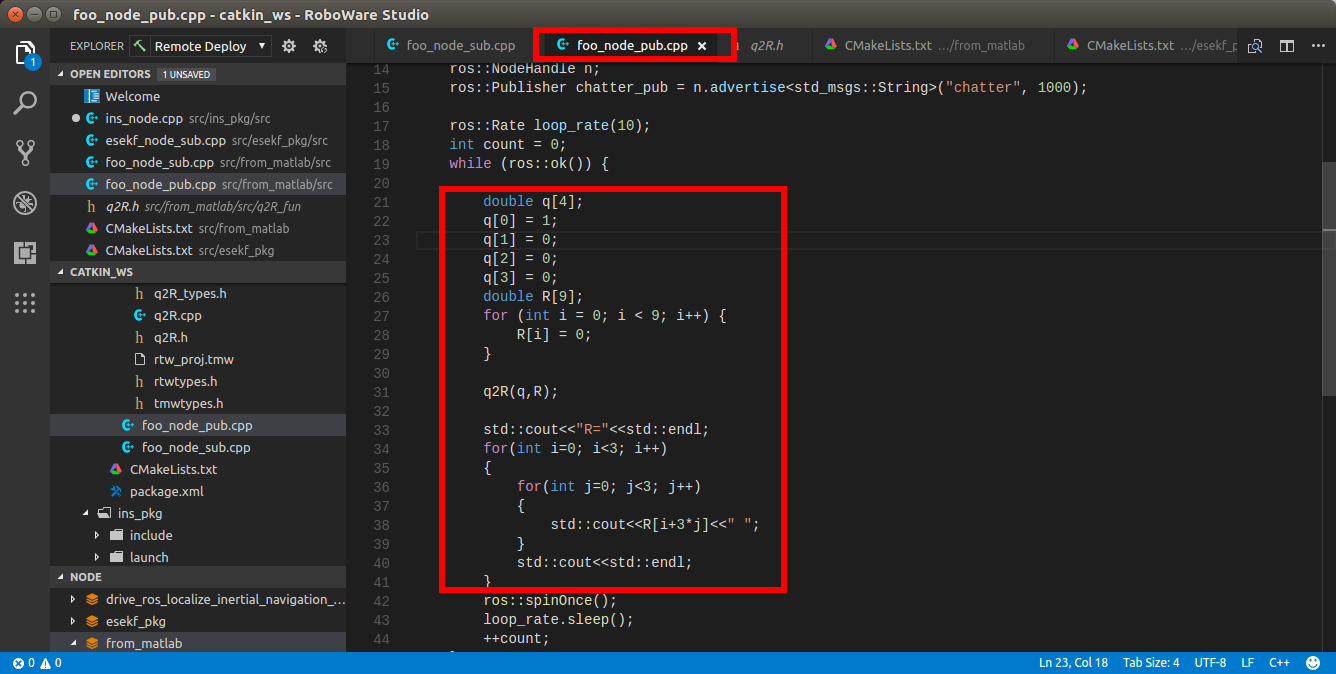 foo_node_pub.cpp - catkin_ws - RoboWare Studio
EXPLORER Remote Deploy
1
OPEN EDITORS 1 UNSAVED
Welcome
ins_node.cpp src/ins_pkg/src
esekf_node_sub.cpp src/esekf_pkg/src
foo_node_sub.cpp src/from_matlab/src
foo_node_pub.cpp src/from_matlab/src
h q2R.h src/from_matlab/src/q2R_fun
CMakeLists.txt src/from_matlab
CMakeLists.txt src/esekf_pkg
CATKIN_WS
h q2R_types.h
q2R.cpp
h q2R.h
rtw_proj.tmw
h rtwtypes.h
h tmwtypes.h
foo_node_pub.cpp
foo_node_sub.cpp
CMakeLists.txt
package.xml
ins_pkg
include
launch
NODE
drive_ros_localize_inertial_navigation_...
esekf_pkg
from_matlab
foo_node_sub.cpp foo_node_pub.cpp q2R.h CMakeLists.txt .../from_matlab CMakeLists.txt .../esekf_p
14 ros::NodeHandle n;
15 ros::Publisher chatter_pub = n.advertise<std_msgs::String>("chatter", 1000);
16
17 ros::Rate loop_rate(10);
18 int count = 0;
19 while (ros::ok()) {
20
21 double q[4];
22 q[0] = 1;
23 q[1] = 0;
24 q[2] = 0;
25 q[3] = 0;
26 double R[9];
27 for (int i = 0; i < 9; i++) {
28 R[i] = 0;
29 }
30
31 q2R(q,R);
32
33 std::cout<<"R="<<std::endl;
34 for(int i=0; i<3; i++)
35 {
36 for(int j=0; j<3; j++)
37 {
38 std::cout<<R[i+3*j]<<" ";
39 }
40 std::cout<<std::endl;
41 }
42 ros::spinOnce();
43 loop_rate.sleep();
44 ++count;
0 0 Ln 23, Col 18 Tab Size: 4 UTF-8 LF C++